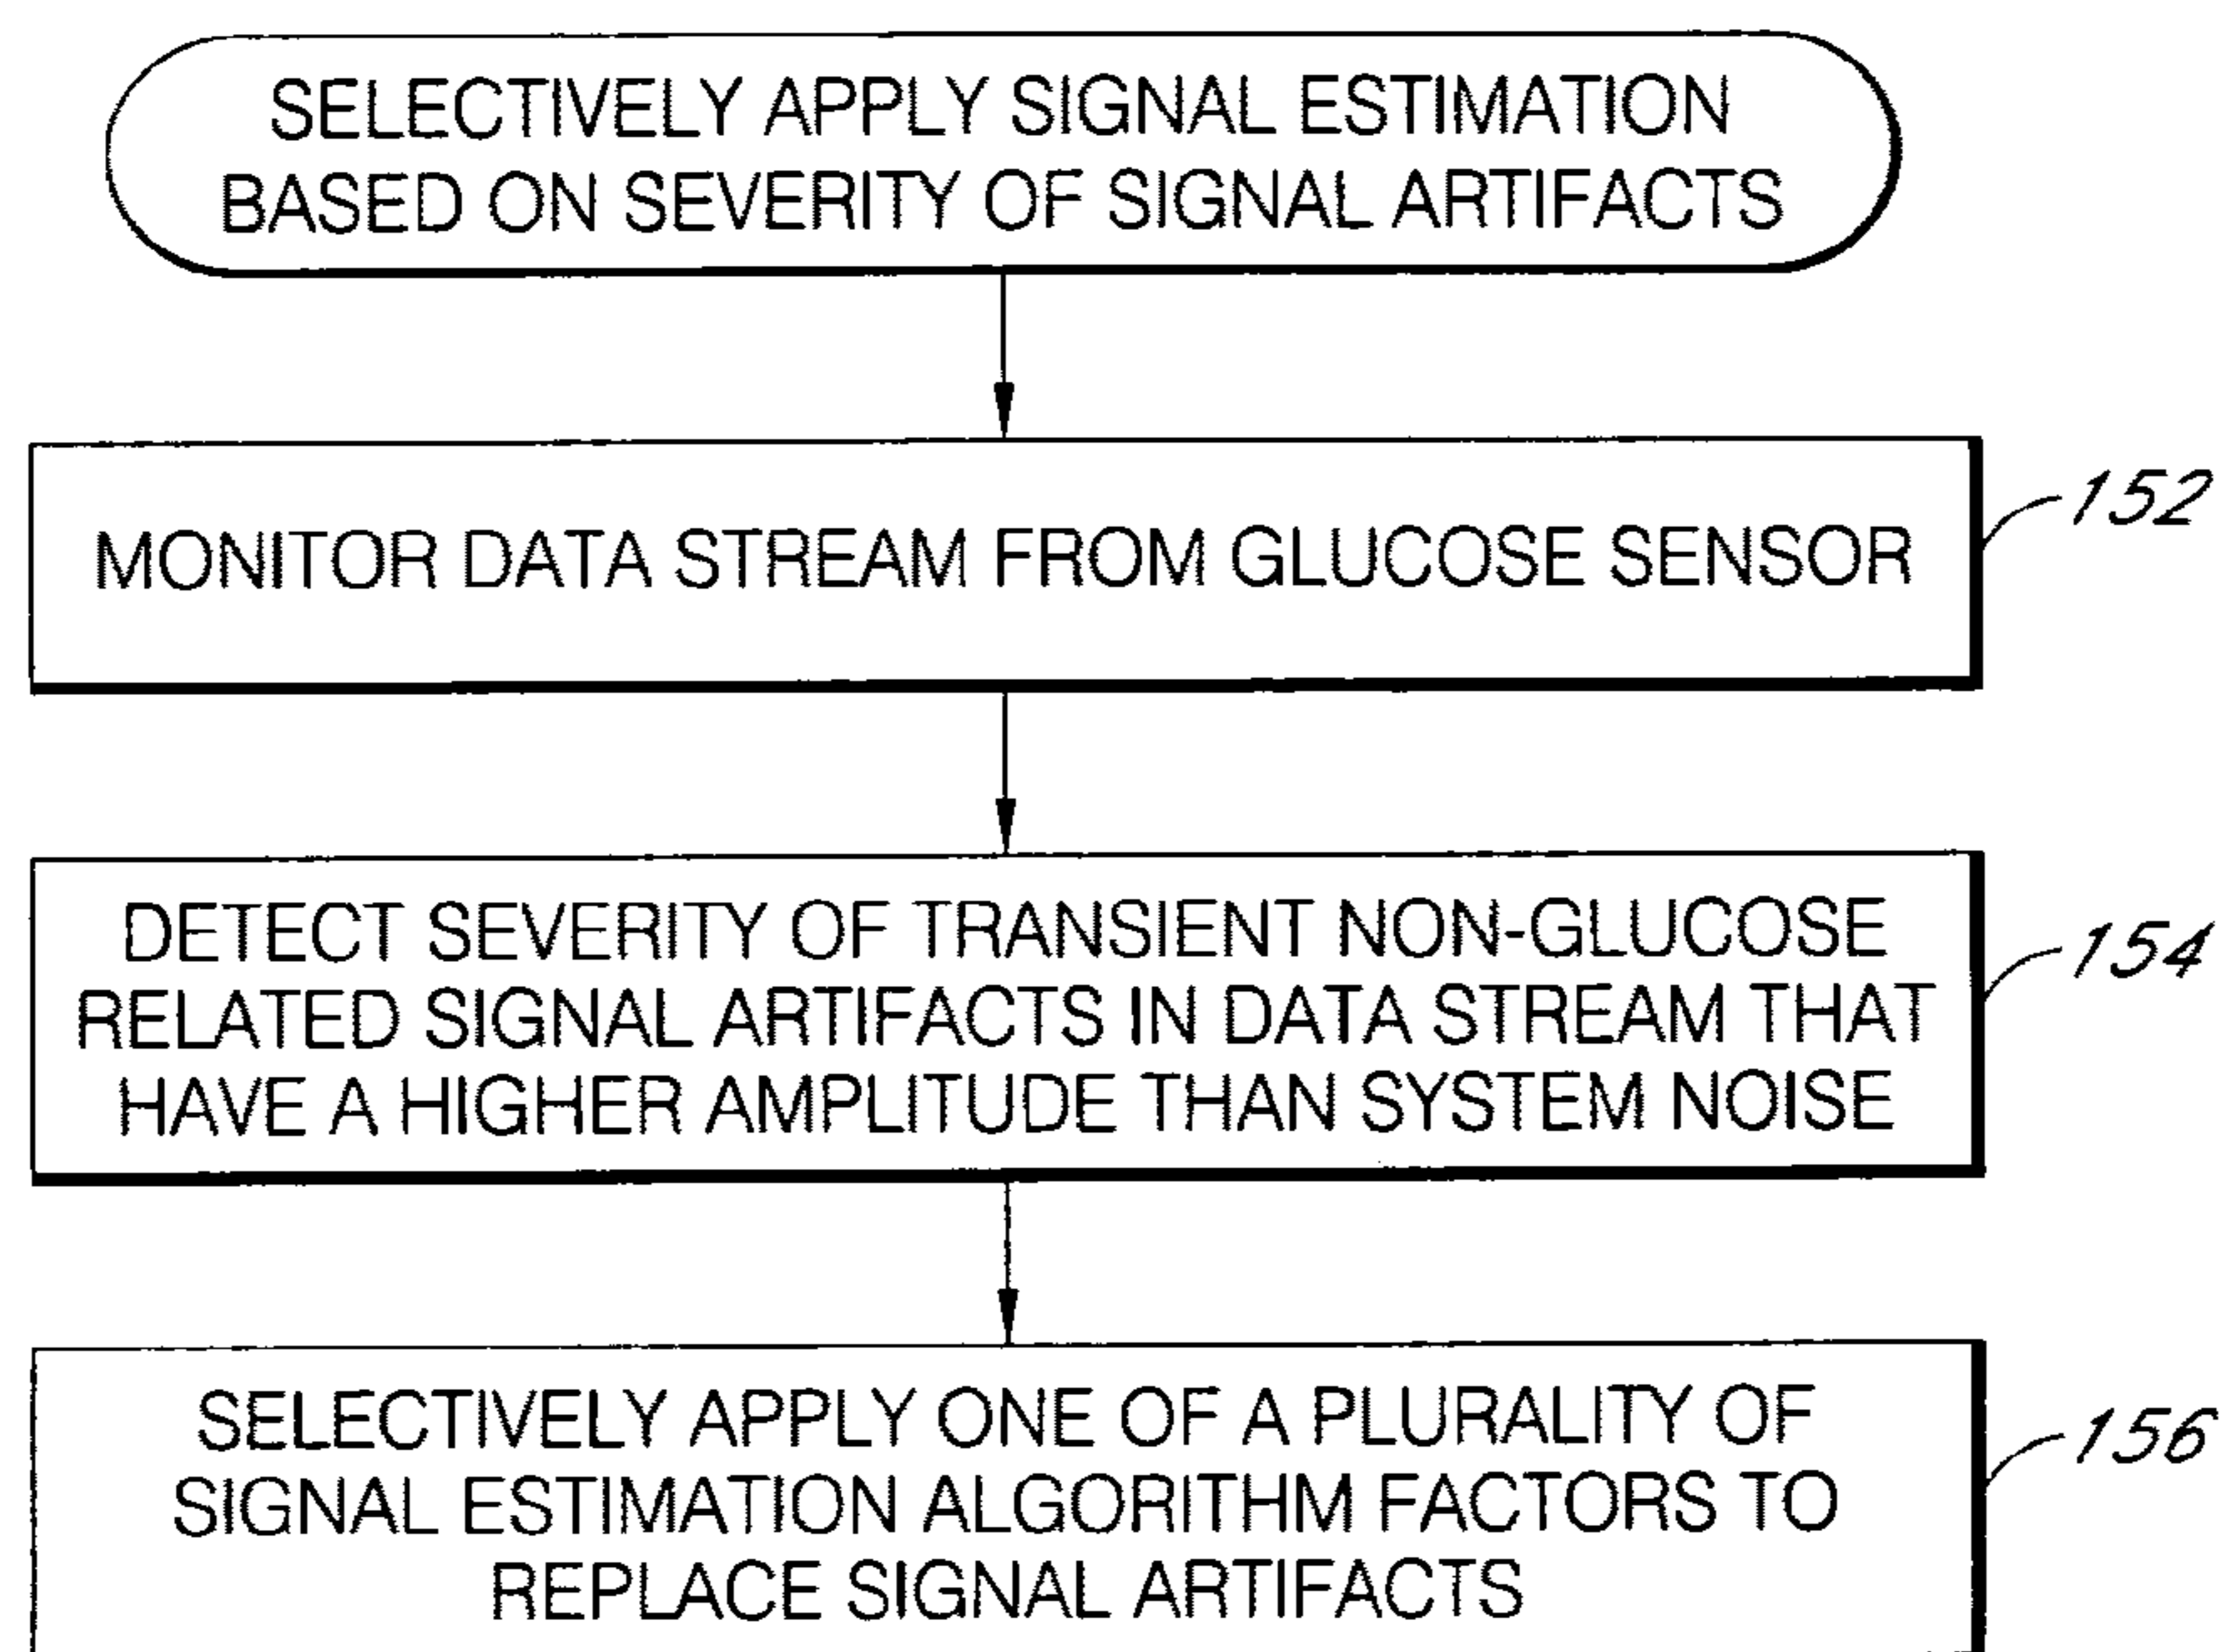 SELECTIVELY APPLY SIGNAL ESTIMATION
BASED ON SEVERITY OF SIGNAL ARTIFACTS
MONITOR DATA STREAM FROM GLUCOSE SENSOR
152
DETECT SEVERITY OF TRANSIENT NON-GLUCOSE
RELATED SIGNAL ARTIFACTS IN DATA STREAM THAT
HAVE A HIGHER AMPLITUDE THAN SYSTEM NOISE
154
SELECTIVELY APPLY ONE OF A PLURALITY OF
SIGNAL ESTIMATION ALGORITHM FACTORS TO
REPLACE SIGNAL ARTIFACTS
156